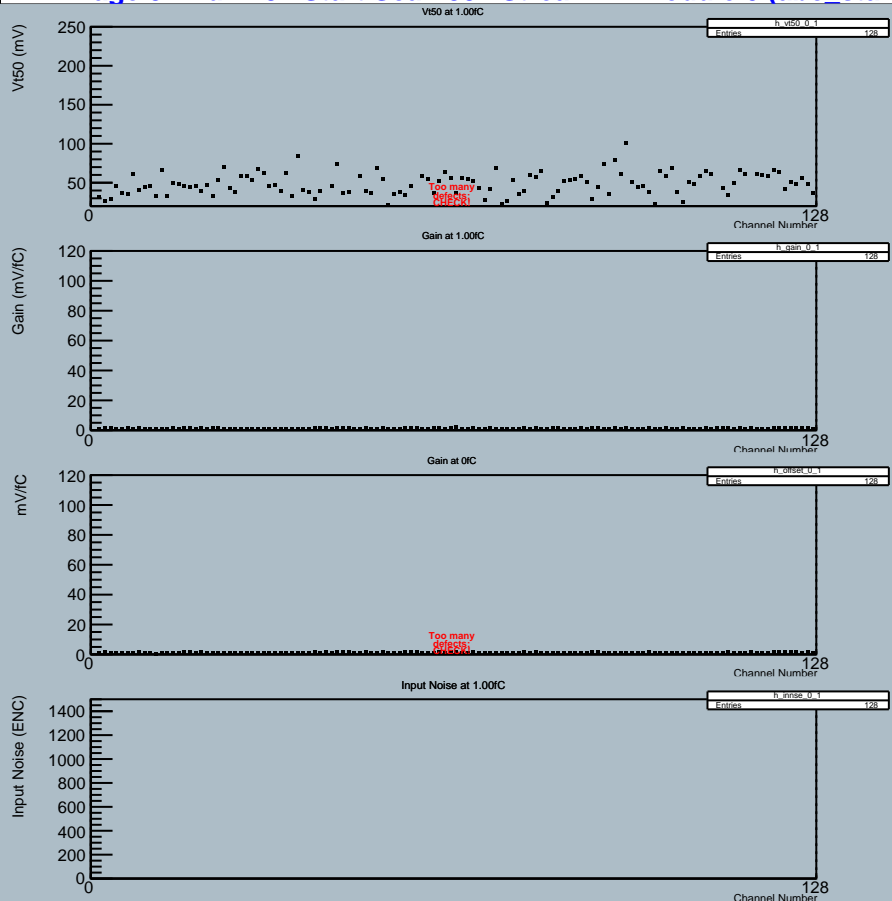 Vt50 at 1.00fC
h_vt50_0_1
Entries 128
Vt50 (mV)
250
200
150
100
50
0
128
Too many
defects:
CHECK!
Channel Number
Gain at 1.00fC
h_gain_0_1
Entries 128
Gain (mV/fC)
120
100
80
60
40
20
0
0
128
Channel Number
Gain at 0fC
h_offset_0_1
Entries 128
mV/fC
120
100
80
60
40
20
0
0
128
Too many
defects:
CHECK!
Channel Number
Input Noise at 1.00fC
h_innse_0_1
Entries 128
Input Noise (ENC)
1400
1200
1000
800
600
400
200
0
0
128
Channel Number